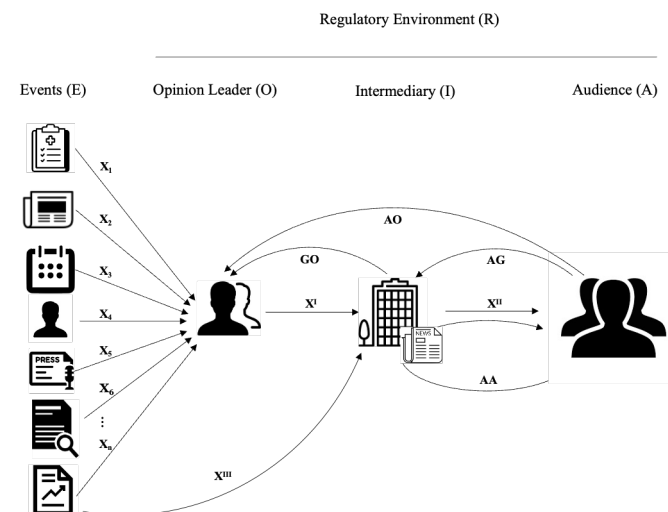 Regulatory Environment (R)
Events (E)
Opinion Leader (O)
Intermediary (I)
Audience (A)
X₁
X₂
AO
GO
AG
X₃
Xᴵ
Xᴵᴵ
X₄
NEWS
X₅
PRESS
AA
X₆
⋮
Xₙ
Xᴵᴵᴵ